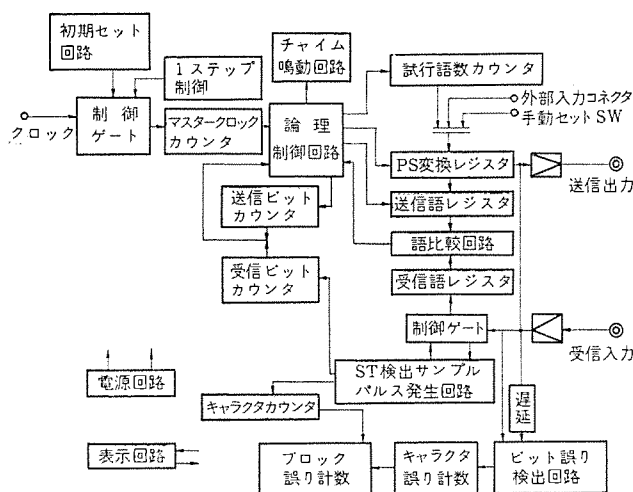 初期セット
回路
1ステップ
制御
チャイム
鳴動回路
試行語数カウンタ
外部入力コネクタ
手動セットSW
クロック
制御
ゲート
マスタークロック
カウンタ
論理
制御回路
PS変換レジスタ
送信出力
送信ビット
カウンタ
送信語レジスタ
語比較回路
受信ビット
カウンタ
受信語レジスタ
制御ゲート
受信入力
ST検出サンプル
パルス発生回路
電源回路
キャラクタカウンタ
遅延
表示回路
ブロック
誤り計数
キャラクタ
誤り計数
ビット誤り
検出回路